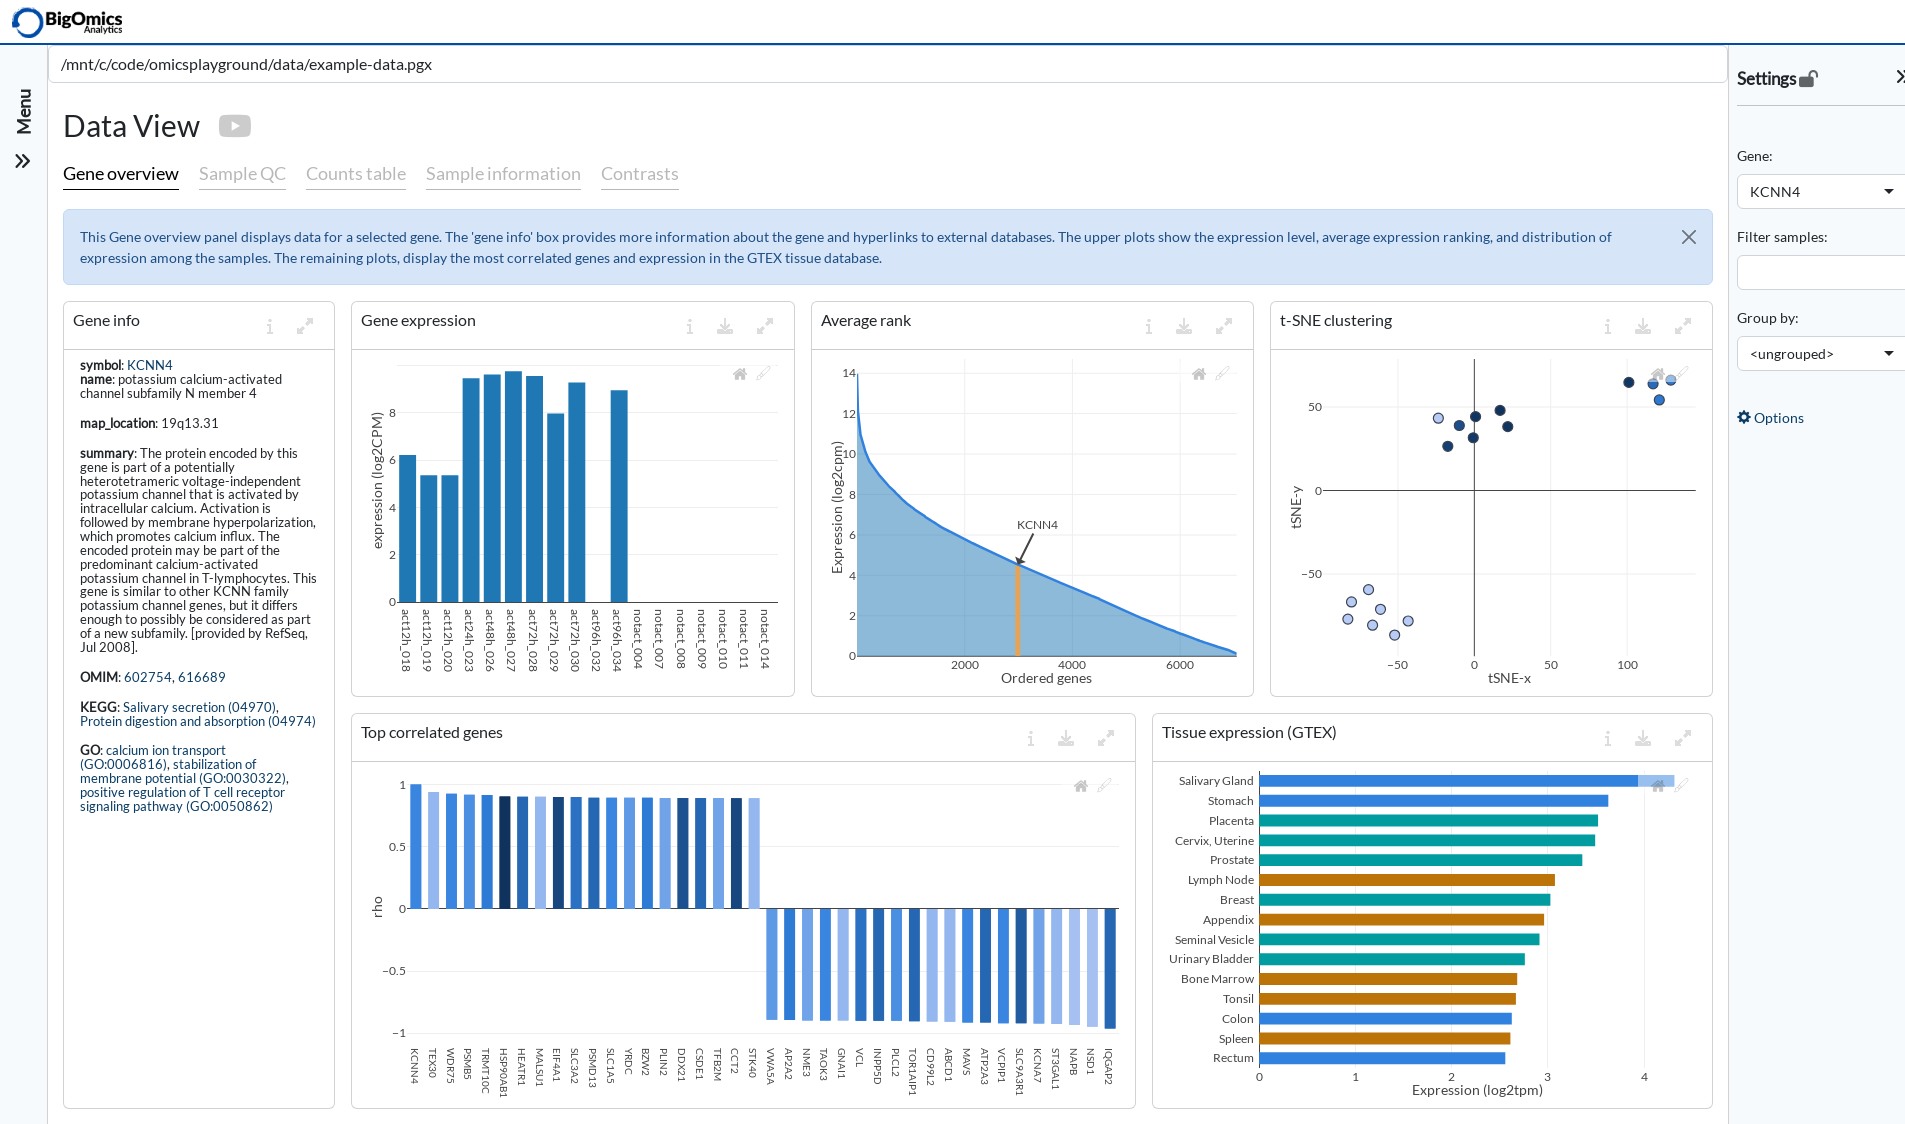 BigOmics
Analytics
/mnt/c/code/omicsplayground/data/example-data.pgx
Menu
Settings
Data View
Gene overview Sample QC Counts table Sample information Contrasts
This Gene overview panel displays data for a selected gene. The 'gene info' box provides more information about the gene and hyperlinks to external databases. The upper plots show the expression level, average expression ranking, and distribution of
expression among the samples. The remaining plots, display the most correlated genes and expression in the GTEX tissue database.
Gene:
KCNN4
Filter samples:
Group by:
<ungrouped>
Options
Gene info
symbol: KCNN4
name: potassium calcium-activated
channel subfamily N member 4
map_location: 19q13.31
summary: The protein encoded by this
gene is part of a potentially
heterotetrameric voltage-independent
potassium channel that is activated by
intracellular calcium. Activation is
followed by membrane hyperpolarization,
which promotes calcium influx. The
encoded protein may be part of the
predominant calcium-activated
potassium channel in T-lymphocytes. This
gene is similar to other KCNN family
potassium channel genes, but it differs
enough to possibly be considered as part
of a new subfamily. [provided by RefSeq,
Jul 2008].
OMIM: 602754, 616689
KEGG: Salivary secretion (04970),
Protein digestion and absorption (04974)
GO: calcium ion transport
(GO:0006816), stabilization of
membrane potential (GO:0030322),
positive regulation of T cell receptor
signaling pathway (GO:0050862)
Gene expression
expression (log2CPM)
8
6
4
2
0
act12h_018
act12h_019
act12h_020
act24h_023
act48h_026
act48h_027
act72h_028
act72h_029
act72h_030
act96h_032
act96h_034
notact_004
notact_007
notact_008
notact_009
notact_010
notact_011
notact_014
Average rank
Expression (log2cpm)
14
12
10
8
6
4
2
0
KCNN4
2000 4000 6000
Ordered genes
t-SNE clustering
tSNE-y
50
0
−50
−50 0 50 100
tSNE-x
Top correlated genes
rho
1
0.5
0
−0.5
−1
KCNN4
TEX30
WDR75
PSMB5
TRMT10C
HSP90AB1
HEATR1
MALSU1
EIF4A1
SLC3A2
PSMD13
SLC1A5
YRDC
BZW2
PLIN2
DDX21
CSDE1
TFB2M
CCT2
STK40
VWA5A
AP2A2
NME3
TAOK3
GNAI1
VCL
INPP5D
PLCL2
TOR1AIP1
CD99L2
ABCD1
MAVS
ATP2A3
VCPIP1
SLC9A3R1
KCNA7
ST3GAL1
NAPB
NSD1
IQGAP2
Tissue expression (GTEX)
Salivary Gland
Stomach
Placenta
Cervix, Uterine
Prostate
Lymph Node
Breast
Appendix
Seminal Vesicle
Urinary Bladder
Bone Marrow
Tonsil
Colon
Spleen
Rectum
0 1 2 3 4
Expression (log2tpm)